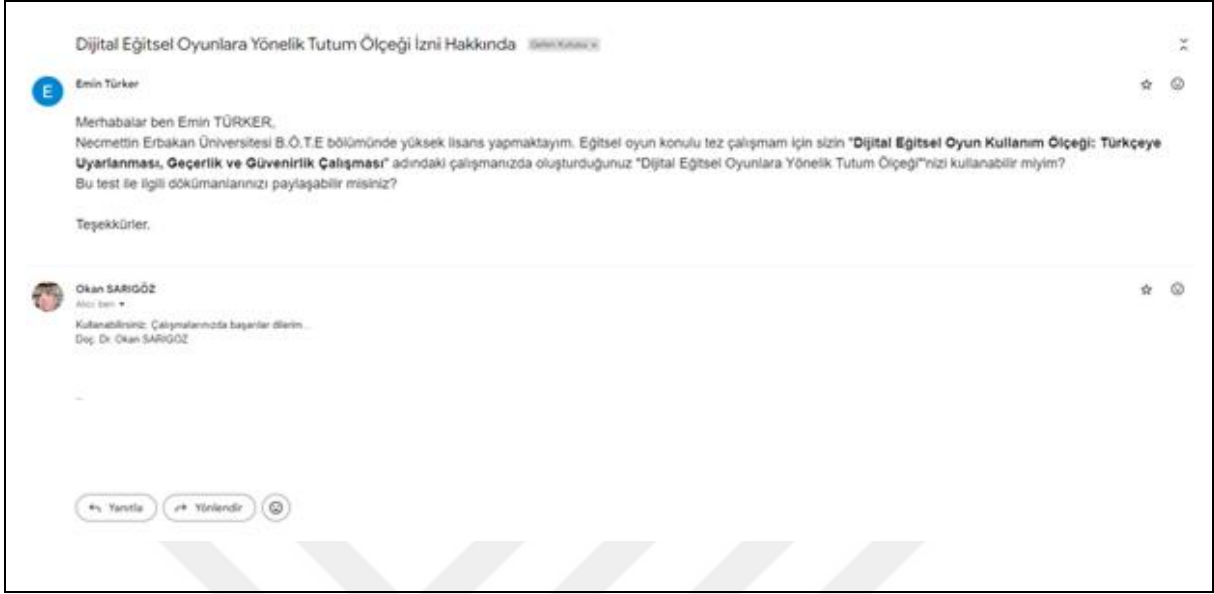 Dijital Eğitsel Oyunlara Yönelik Tutum Ölçeği İzni Hakkında Gelen Kutusu x
E
Emin Türker
Merhabalar ben Emin TÜRKER,
Necmettin Erbakan Üniversitesi B.Ö.T.E bölümünde yüksek lisans yapmaktayım. Eğitsel oyun konulu tez çalışmam için sizin "Dijital Eğitsel Oyun Kullanım Ölçeği: Türkçeye
Uyarlanması, Geçerlik ve Güvenirlik Çalışması" adındaki çalışmanızda oluşturduğunuz "Dijital Eğitsel Oyunlara Yönelik Tutum Ölçeği"'nizi kullanabilir miyim?
Bu test ile ilgili dökümanlarınızı paylaşabilir misiniz?
Teşekkürler.
Okan SARIGÖZ
Alıcı: ben
Kullanabilirsiniz. Çalışmalarınızda başarılar dilerim...
Doç. Dr. Okan SARIGÖZ
--
Yanıtla Yönlendir